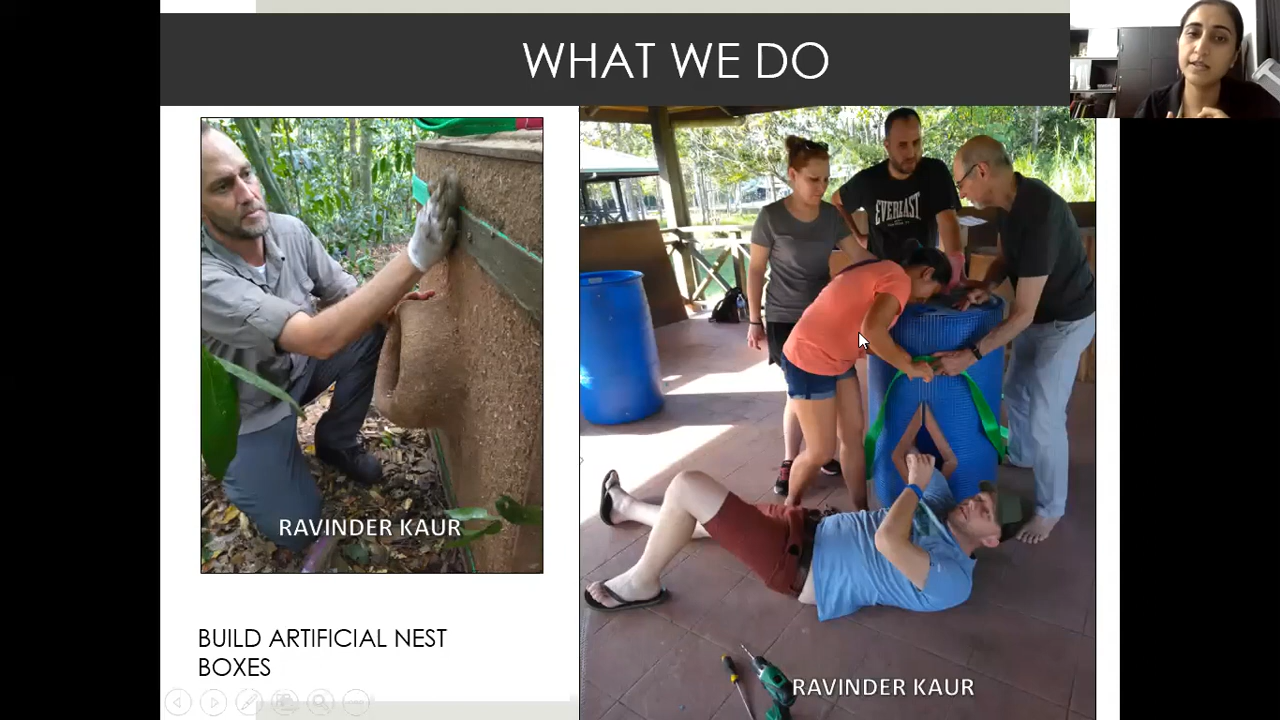 WHAT WE DO
EVERLAST
RAVINDER KAUR
BUILD ARTIFICIAL NEST
BOXES
RAVINDER KAUR